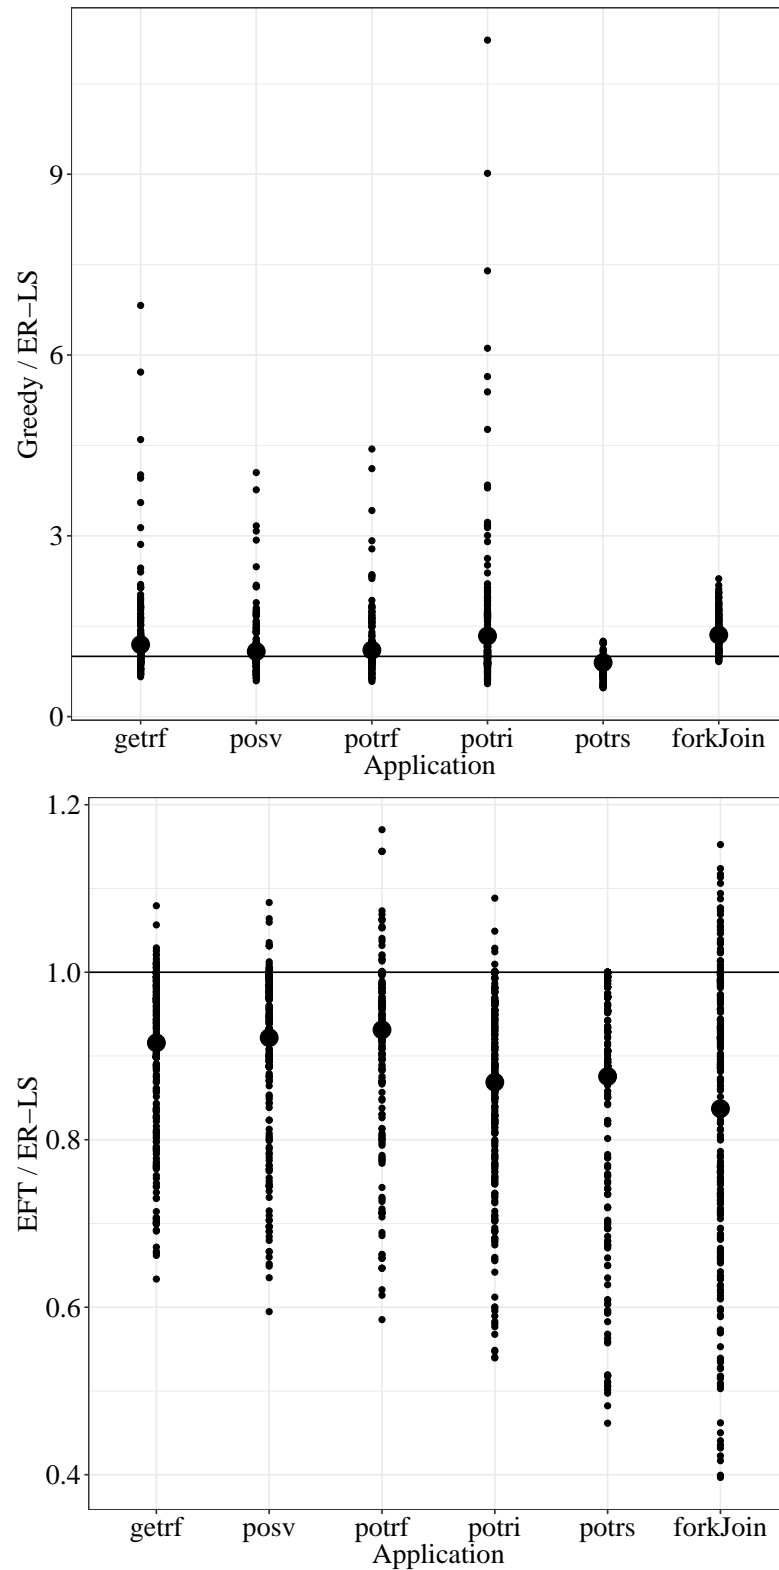 Greedy / ER−LS
9
6
3
0
getrf posv potrf potri potrs forkJoin
Application
EFT / ER−LS
1.2
1.0
0.8
0.6
0.4
getrf posv potrf potri potrs forkJoin
Application